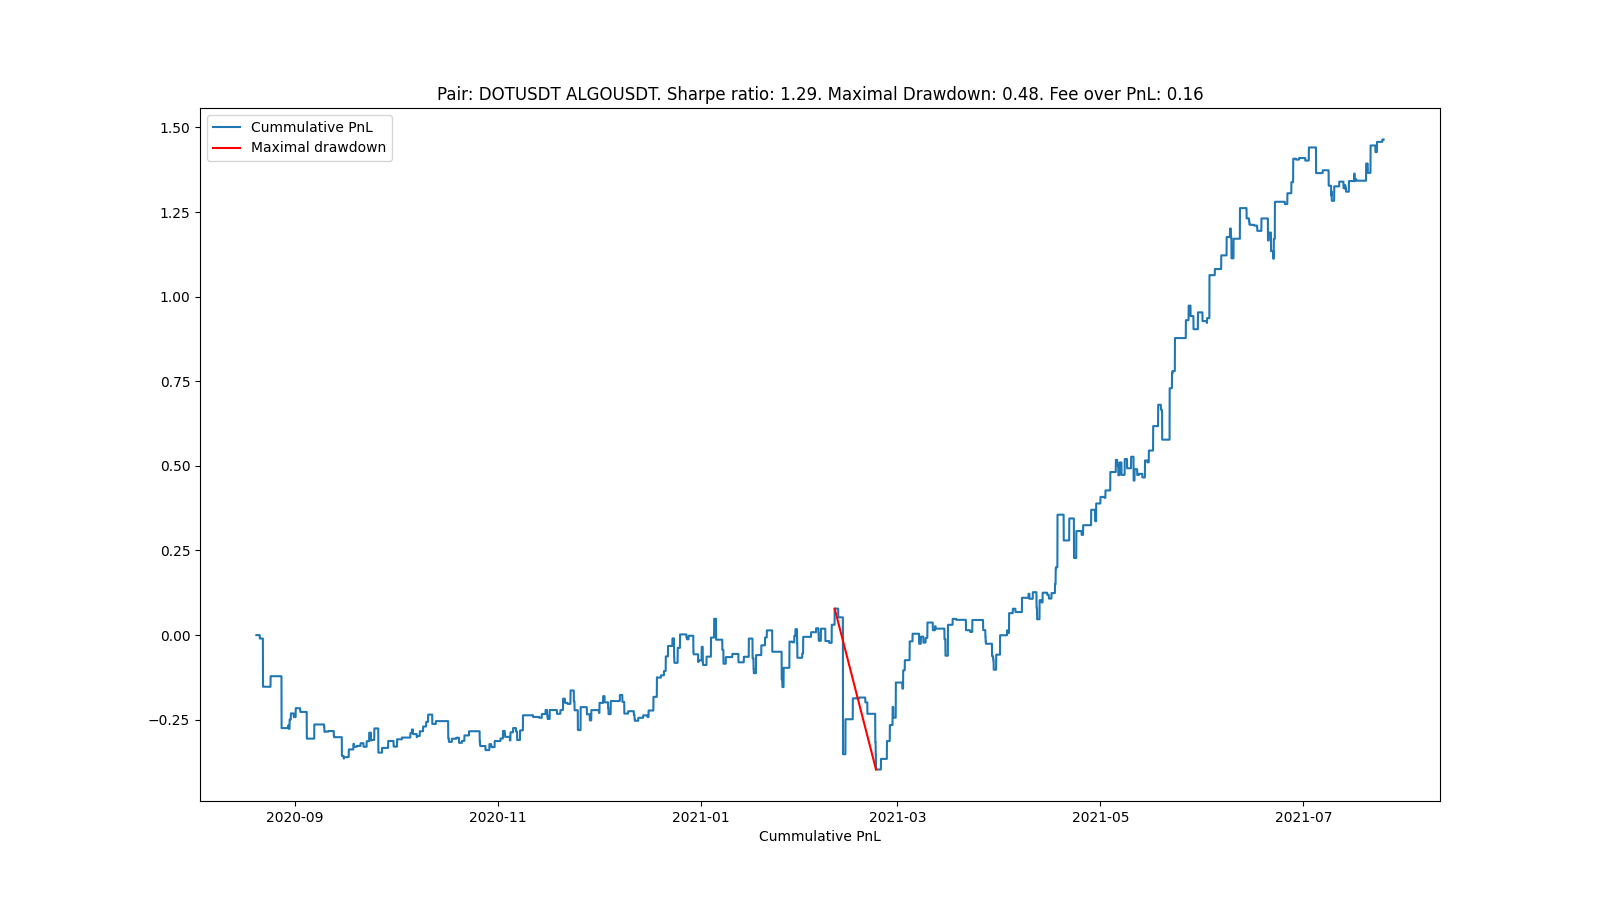 Pair: DOTUSDT ALGOUSDT. Sharpe ratio: 1.29. Maximal Drawdown: 0.48. Fee over PnL: 0.16
Cummulative PnL
Maximal drawdown
1.50
1.25
1.00
0.75
0.50
0.25
0.00
−0.25
2020-09 2020-11 2021-01 2021-03 2021-05 2021-07
Cummulative PnL